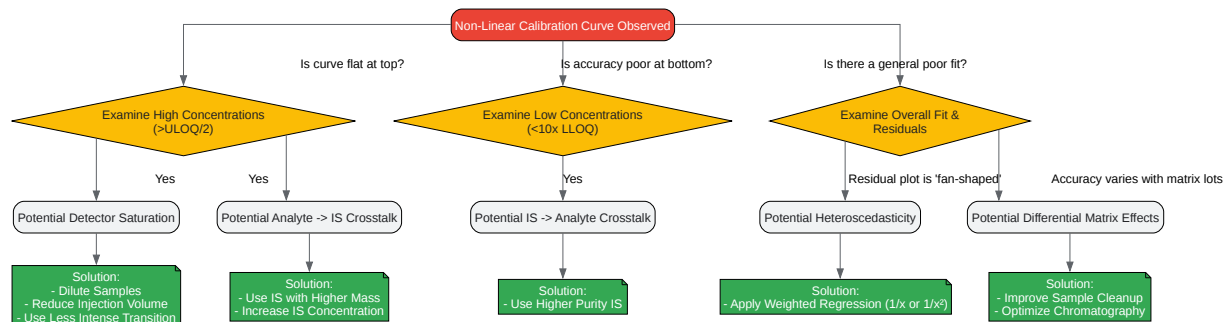 Non-Linear Calibration Curve Observed
Is curve flat at top?
Is accuracy poor at bottom?
Is there a general poor fit?
Examine High Concentrations
(>ULOQ/2)
Examine Low Concentrations
(<10x LLOQ)
Examine Overall Fit &
Residuals
Yes
Yes
Yes
Residual plot is 'fan-shaped'
Accuracy varies with matrix lots
Potential Detector Saturation
Potential Analyte -> IS Crosstalk
Potential IS -> Analyte Crosstalk
Potential Heteroscedasticity
Potential Differential Matrix Effects
Solution:
- Dilute Samples
- Reduce Injection Volume
- Use Less Intense Transition
Solution:
- Use IS with Higher Mass
- Increase IS Concentration
Solution:
- Use Higher Purity IS
Solution:
- Apply Weighted Regression (1/x or 1/x²)
Solution:
- Improve Sample Cleanup
- Optimize Chromatography